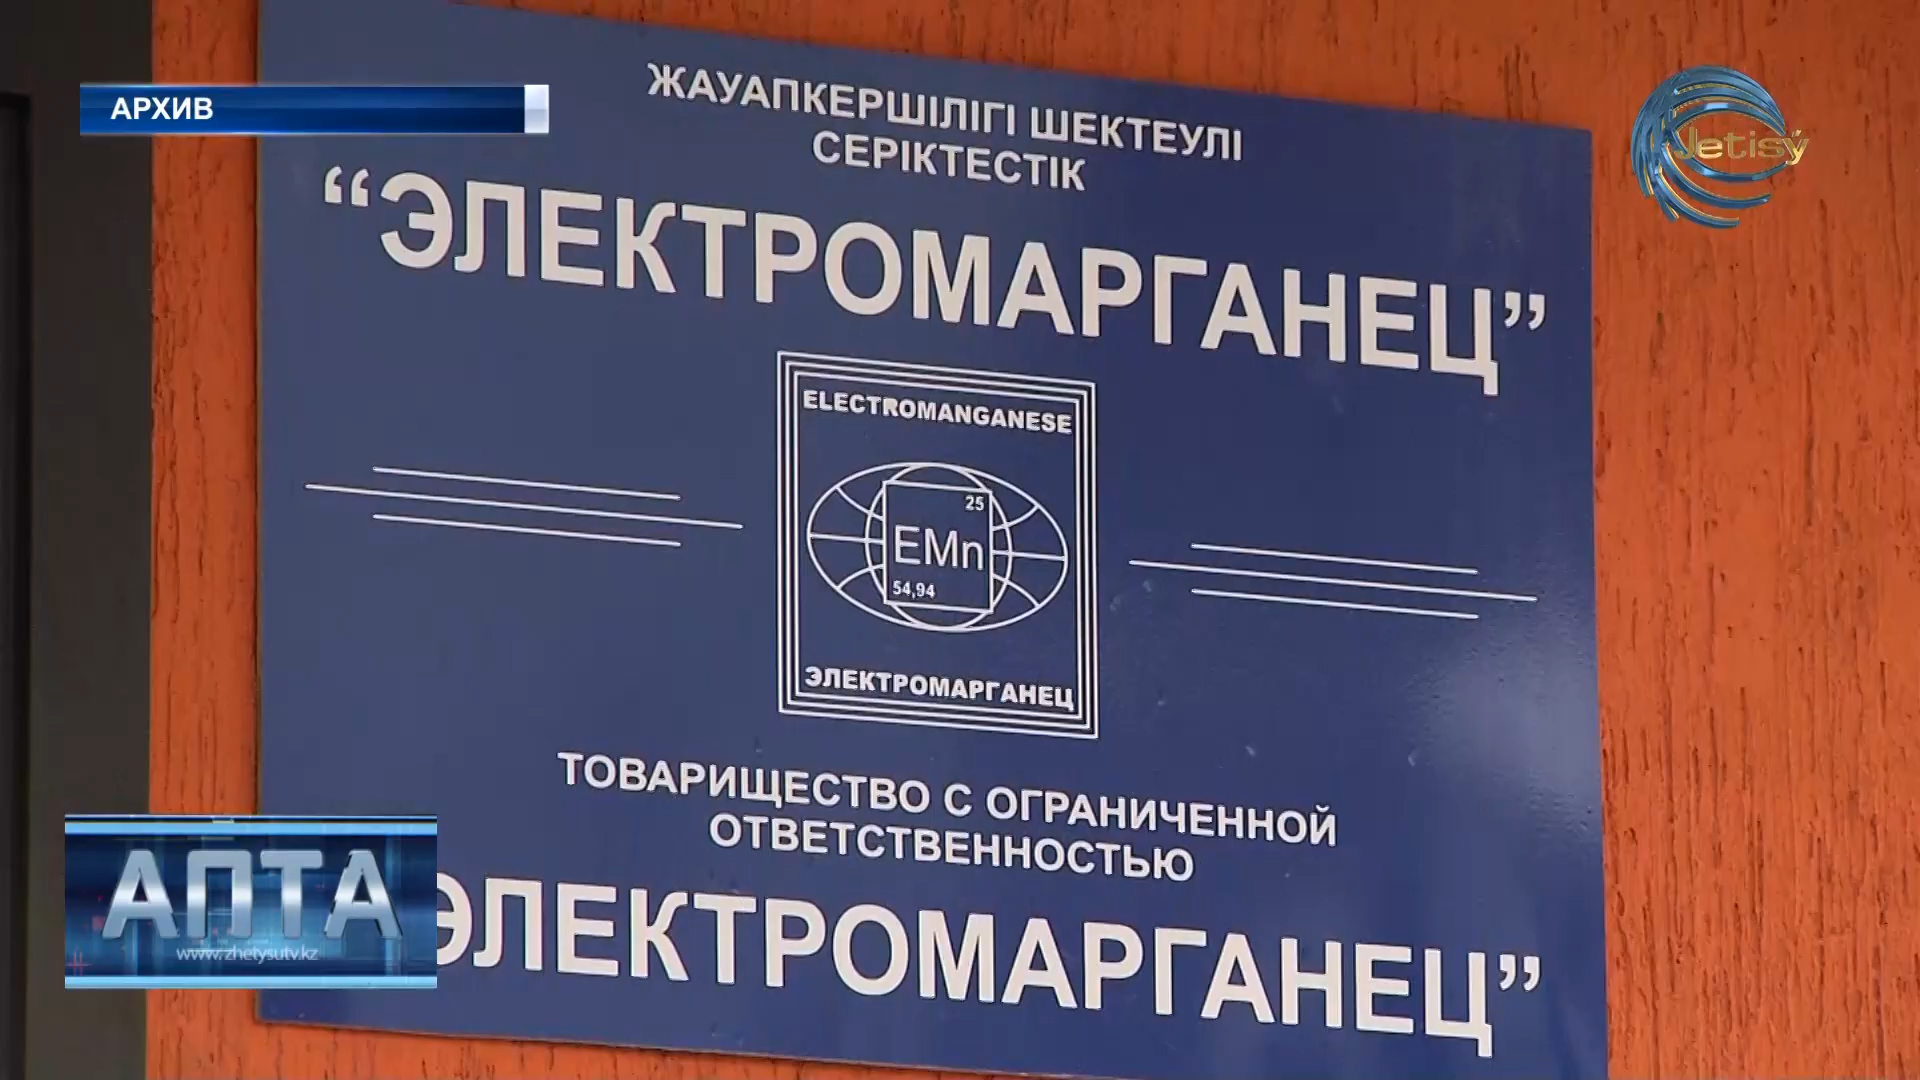 АРХИВ
Jetisý
ЖАУАПКЕРШІЛІГІ ШЕКТЕУЛІ
СЕРІКТЕСТІК
“ЭЛЕКТРОМАРГАНЕЦ”
ELECTROMANGANESE
25
EMn
54,94
ЭЛЕКТРОМАРГАНЕЦ
ТОВАРИЩЕСТВО С ОГРАНИЧЕННОЙ
ОТВЕТСТВЕННОСТЬЮ
ЭЛЕКТРОМАРГАНЕЦ”
АПТА
www.zhetysutv.kz